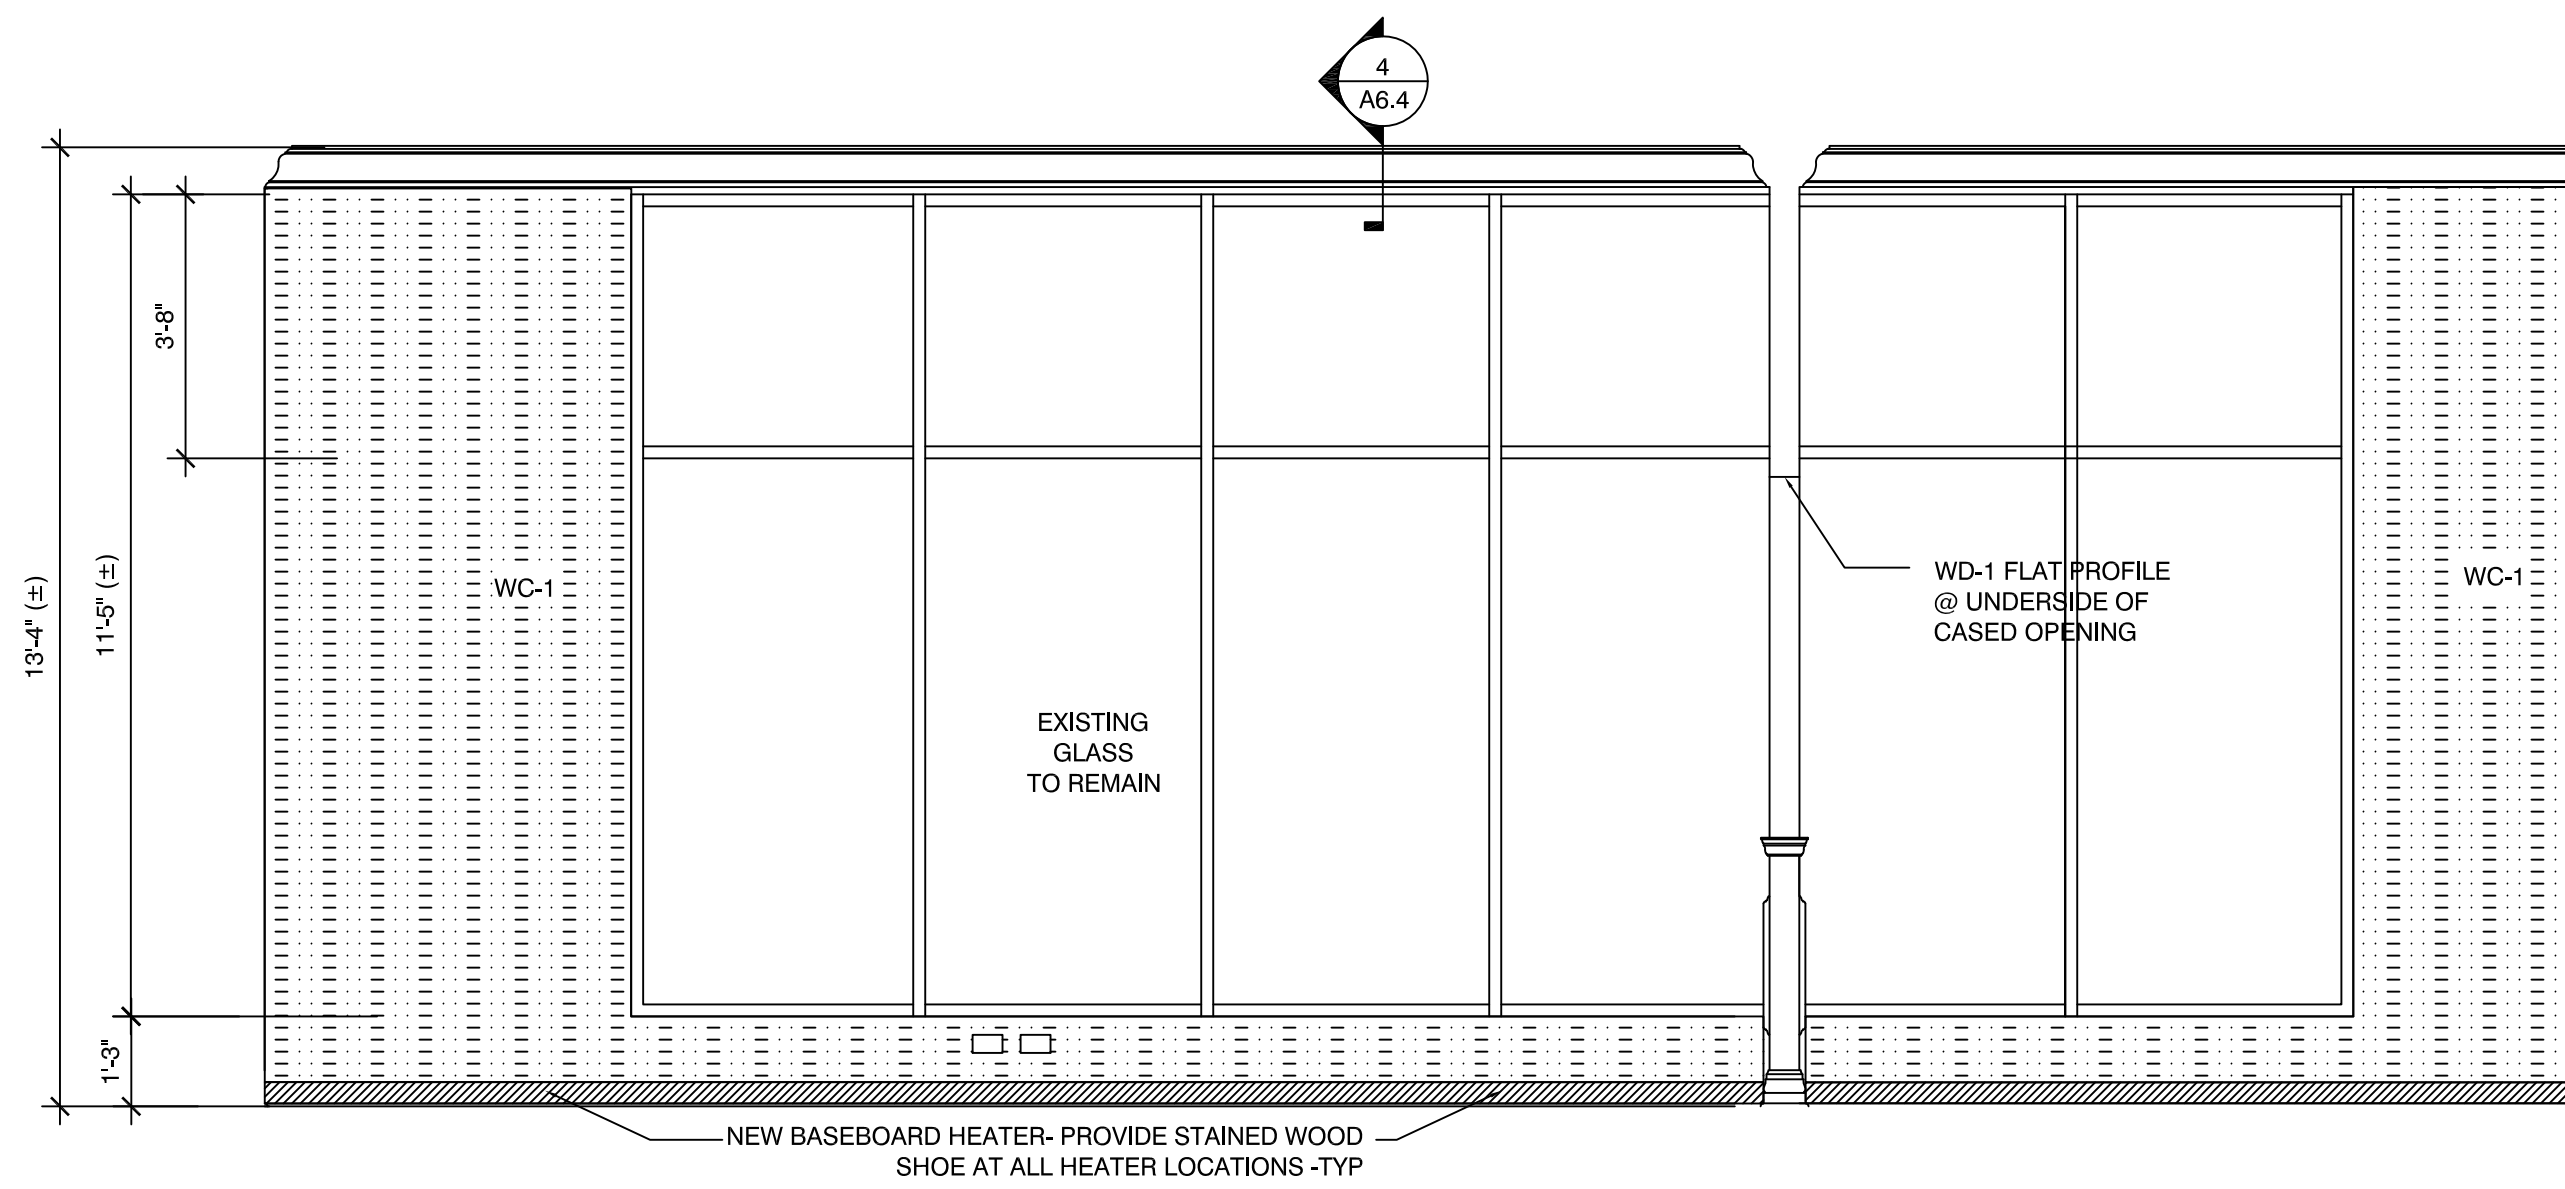 4
A6.4
3'-8"
13'-4" (±)
11'-5" (±)
WC-1
WD-1 FLAT PROFILE
@ UNDERSIDE OF
CASED OPENING
WC-1
EXISTING
GLASS
TO REMAIN
1'-3"
NEW BASEBOARD HEATER- PROVIDE STAINED WOOD
SHOE AT ALL HEATER LOCATIONS -TYP